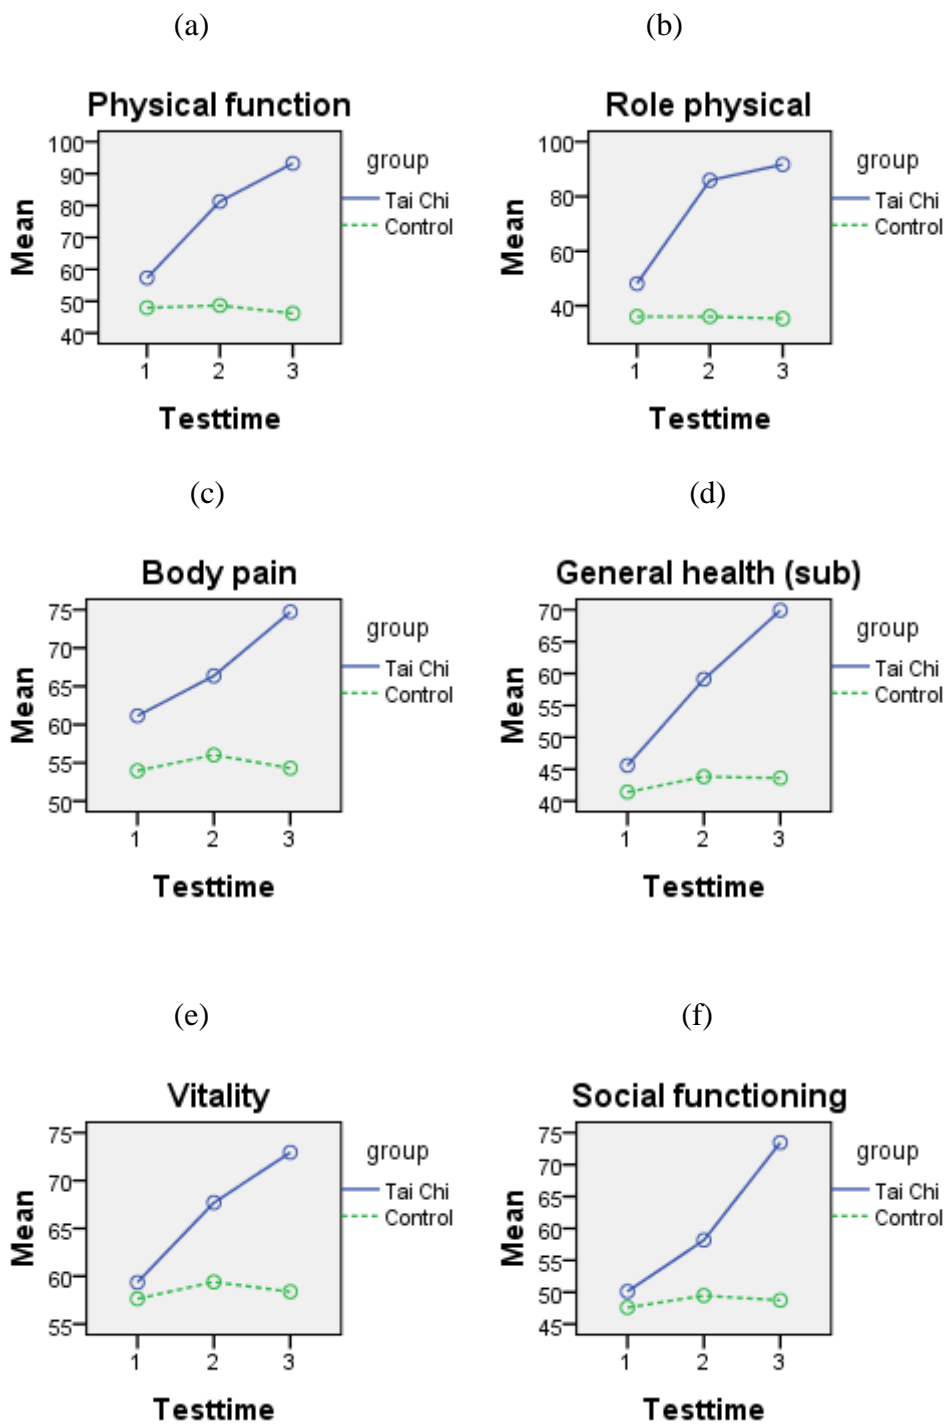 (a)
(b)
Physical function
Role physical
100
90
80
70
60
50
40
Mean
1 2 3
Testtime
group
Tai Chi
Control
100
80
60
40
Mean
1 2 3
Testtime
group
Tai Chi
Control
(c)
(d)
Body pain
General health (sub)
75
70
65
60
55
50
Mean
1 2 3
Testtime
group
Tai Chi
Control
70
65
60
55
50
45
40
Mean
1 2 3
Testtime
group
Tai Chi
Control
(e)
(f)
Vitality
Social functioning
75
70
65
60
55
Mean
1 2 3
Testtime
group
Tai Chi
Control
75
70
65
60
55
50
45
Mean
1 2 3
Testtime
group
Tai Chi
Control